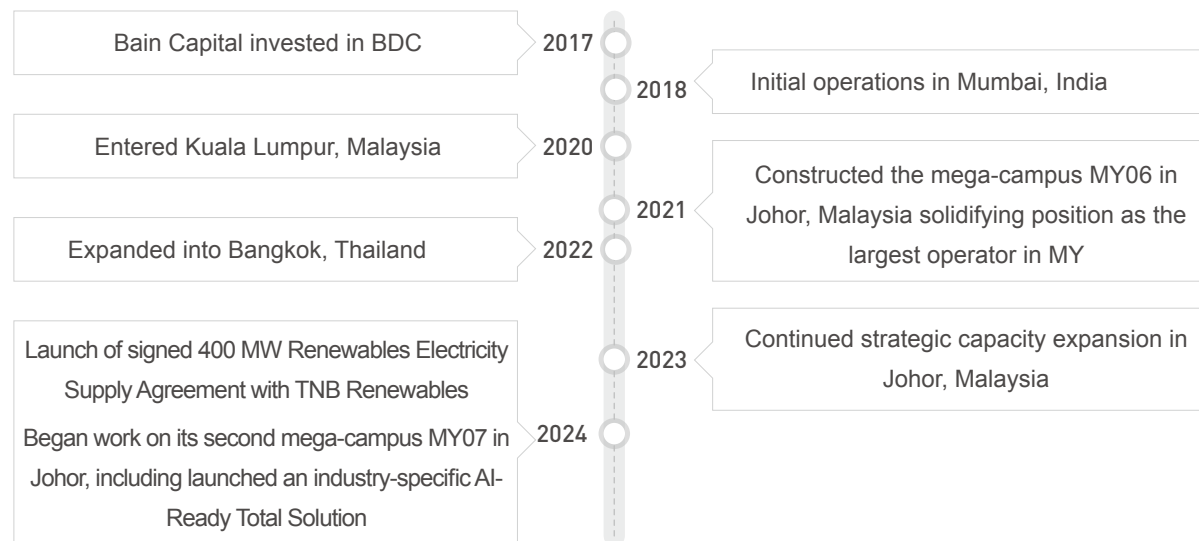 Bain Capital invested in BDC
2017
2018
Initial operations in Mumbai, India
Entered Kuala Lumpur, Malaysia
2020
2021
Constructed the mega-campus MY06 in
Johor, Malaysia solidifying position as the
largest operator in MY
Expanded into Bangkok, Thailand
2022
2023
Continued strategic capacity expansion in
Johor, Malaysia
Launch of signed 400 MW Renewables Electricity
Supply Agreement with TNB Renewables
Began work on its second mega-campus MY07 in
Johor, including launched an industry-specific AI-
Ready Total Solution
2024